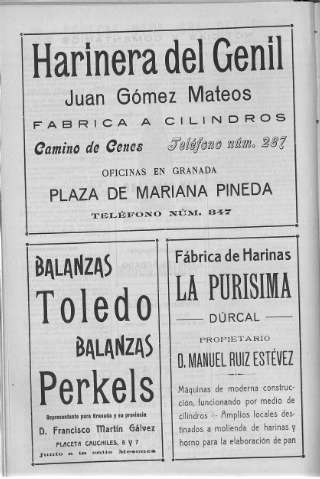 Harinera del Genil
Juan Gómez Mateos
FABRICA A CILINDROS
Camino de Cenes Teléfono núm. 287
OFICINAS EN GRANADA
PLAZA DE MARIANA PINEDA
TELÉFONO NÚM. 347
BALANZAS
Toledo
BALANZAS
Perkels
Representante para Granada y su provincia
D. Francisco Martín Gálvez
PLACETA CAUCHILES, 6 y 7
junto a la calle Mesones
Fábrica de Harinas
LA PURISIMA
DÚRCAL
PROPIETARIO
D. MANUEL RUIZ ESTÉVEZ
Máquinas de moderna construc-
ción, funcionando por medio de
cilindros -:- Amplios locales des-
tinados a molienda de harinas y
horno para la elaboración de pan